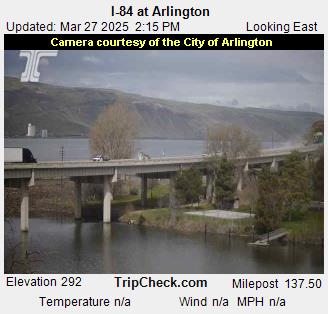 I-84 at Arlington
Updated: Mar 27 2025 2:15 PM Looking East
Camera courtesy of the City of Arlington
Elevation 292 TripCheck.com Milepost 137.50
Temperature n/a Wind n/a MPH n/a